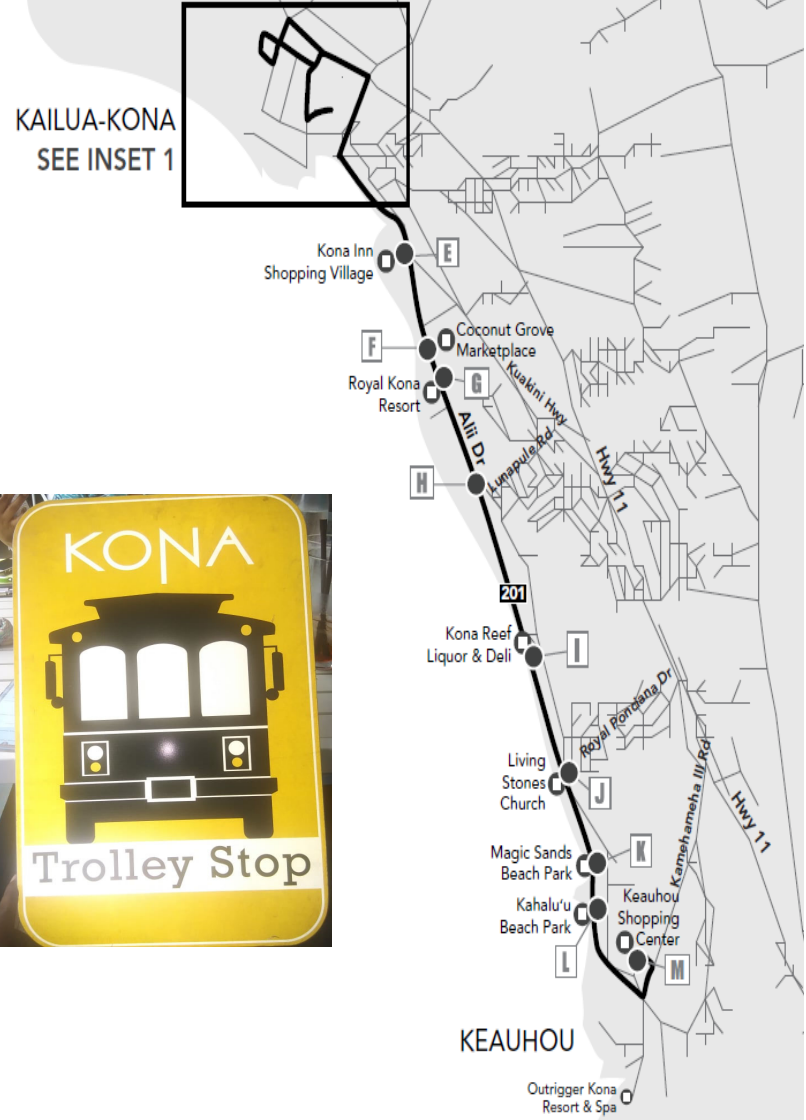 KAILUA-KONA
SEE INSET 1
Kona Inn
Shopping Village
E
F
Coconut Grove
Marketplace
Royal Kona
Resort
G
Kuakini Hwy
Alii Dr
Lunapule Rd
Hwy 11
H
201
Kona Reef
Liquor & Deli
I
Royal Ponciana Dr
Living
Stones
Church
J
Kamehameha III Rd
Hwy 11
Magic Sands
Beach Park
K
Kahalu'u
Beach Park
Keauhou
Shopping
Center
L
M
KEAUHOU
Outrigger Kona
Resort & Spa
KONA
Trolley Stop